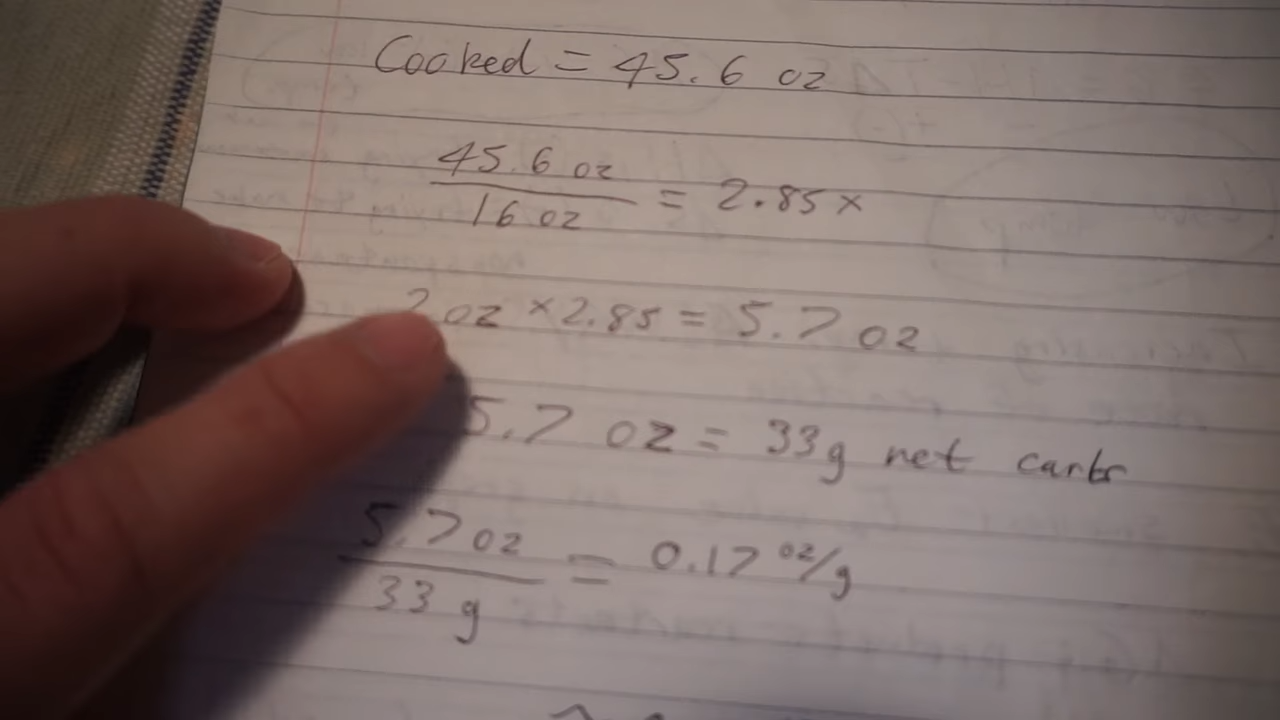 Cooked = 45.6 oz
45.6 oz
16 oz
= 2.85 x
2 oz x 2.85 = 5.7 oz
5.7 oz = 33g net carbs
5.7 oz
33 g
= 0.17 oz/g